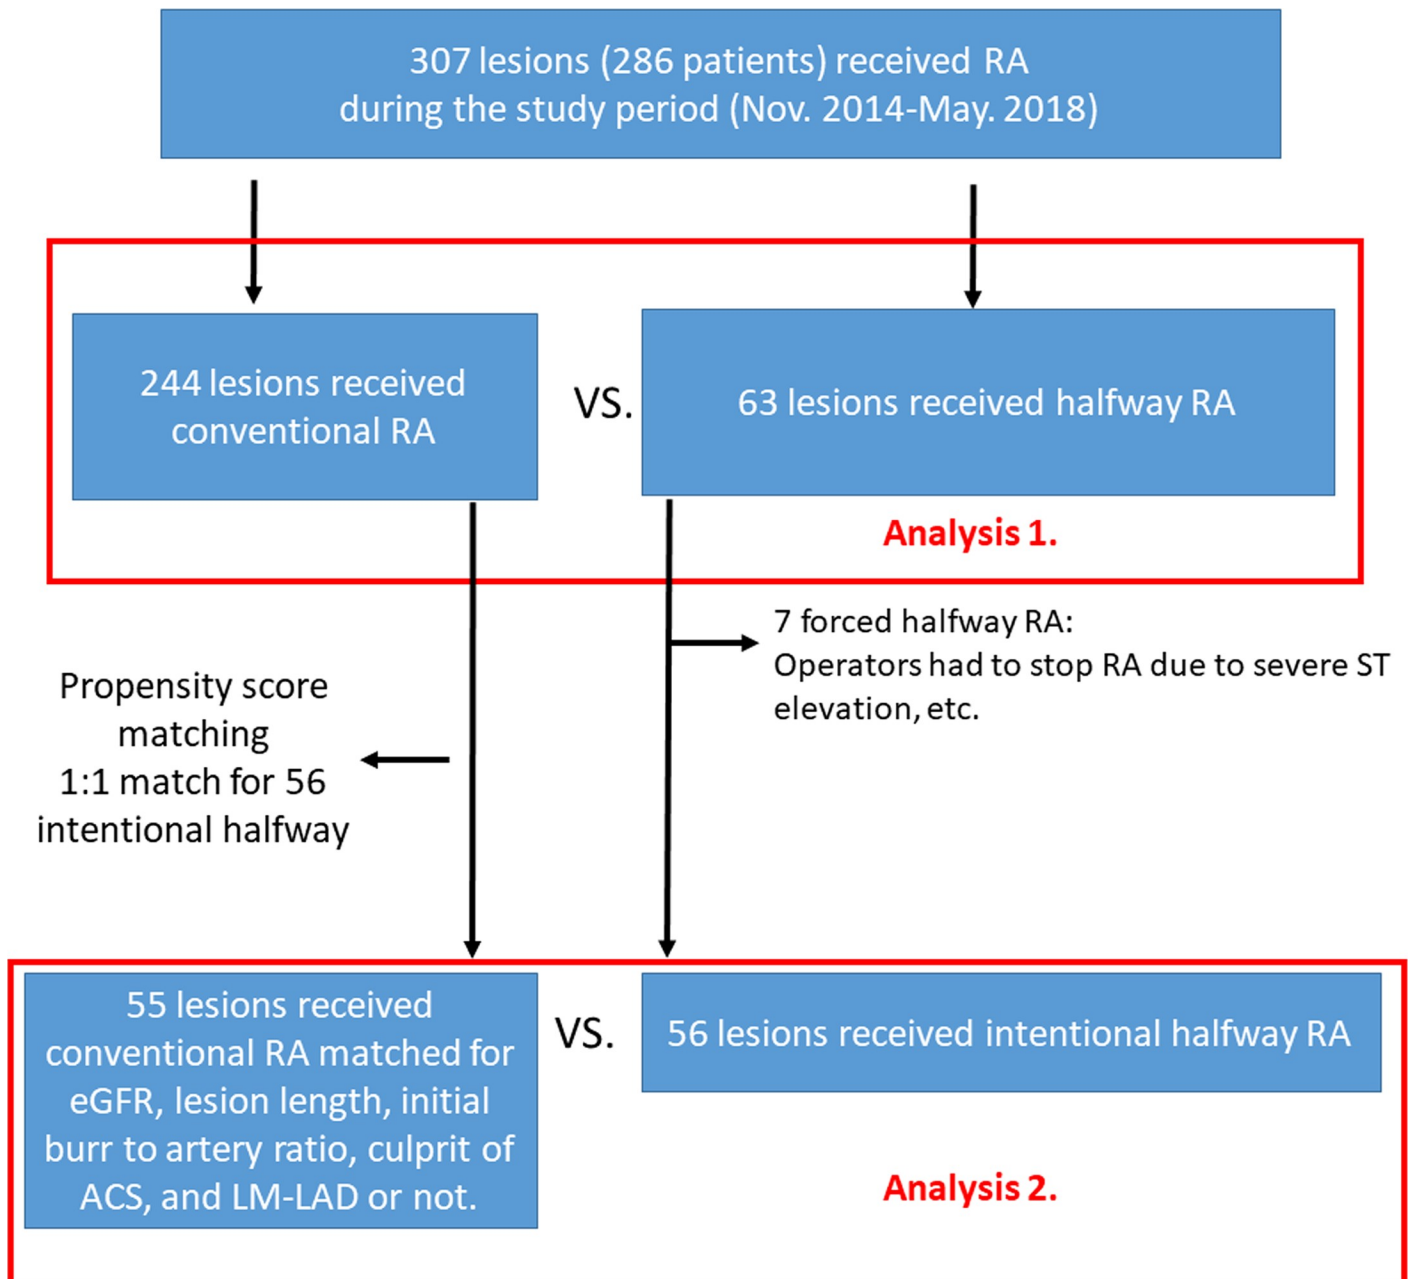 307 lesions (286 patients) received RA
during the study period (Nov. 2014-May. 2018)
244 lesions received
conventional RA
VS.
63 lesions received halfway RA
Analysis 1.
7 forced halfway RA:
Operators had to stop RA due to severe ST
elevation, etc.
Propensity score
matching
1:1 match for 56
intentional halfway
55 lesions received
conventional RA matched for
eGFR, lesion length, initial
burr to artery ratio, culprit of
ACS, and LM-LAD or not.
VS.
56 lesions received intentional halfway RA
Analysis 2.